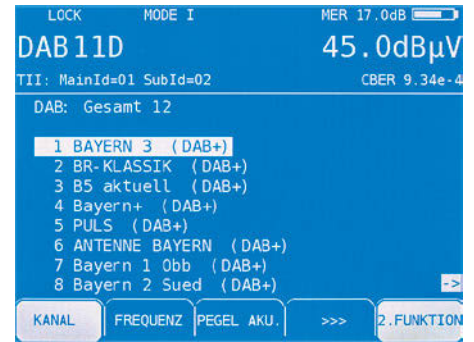 LOCK MODE I MER 17.0dB
DAB11D 45.0dBµV
TII: MainId=01 SubId=02 CBER 9.34e-4
DAB: Gesamt 12
1 BAYERN 3 (DAB+)
2 BR-KLASSIK (DAB+)
3 B5 aktuell (DAB+)
4 Bayern+ (DAB+)
5 PULS (DAB+)
6 ANTENNE BAYERN (DAB+)
7 Bayern 1 Obb (DAB+)
8 Bayern 2 Sued (DAB+) ->
KANAL FREQUENZ PEGEL AKU. >>> 2.FUNKTION